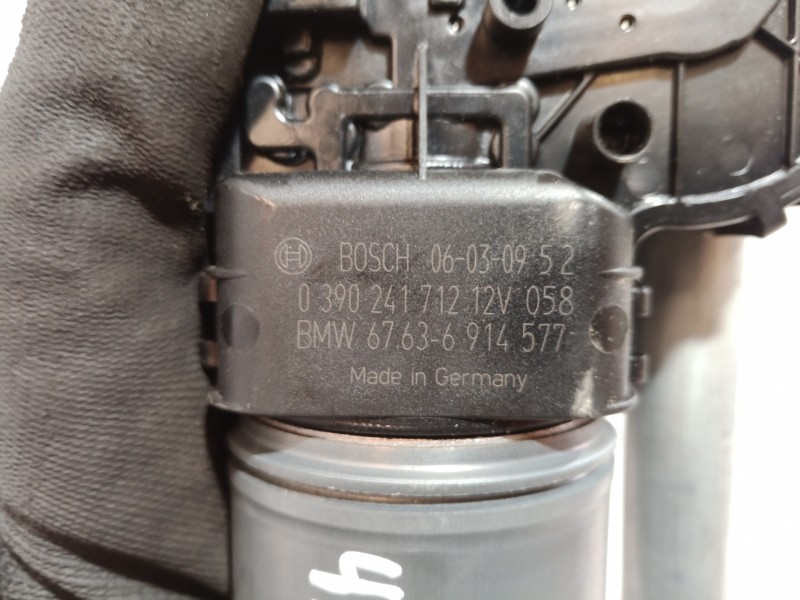 BOSCH 06-03-09 5 2
0 390 241 712 12V 058
BMW 67.63-6 914 577
Made in Germany